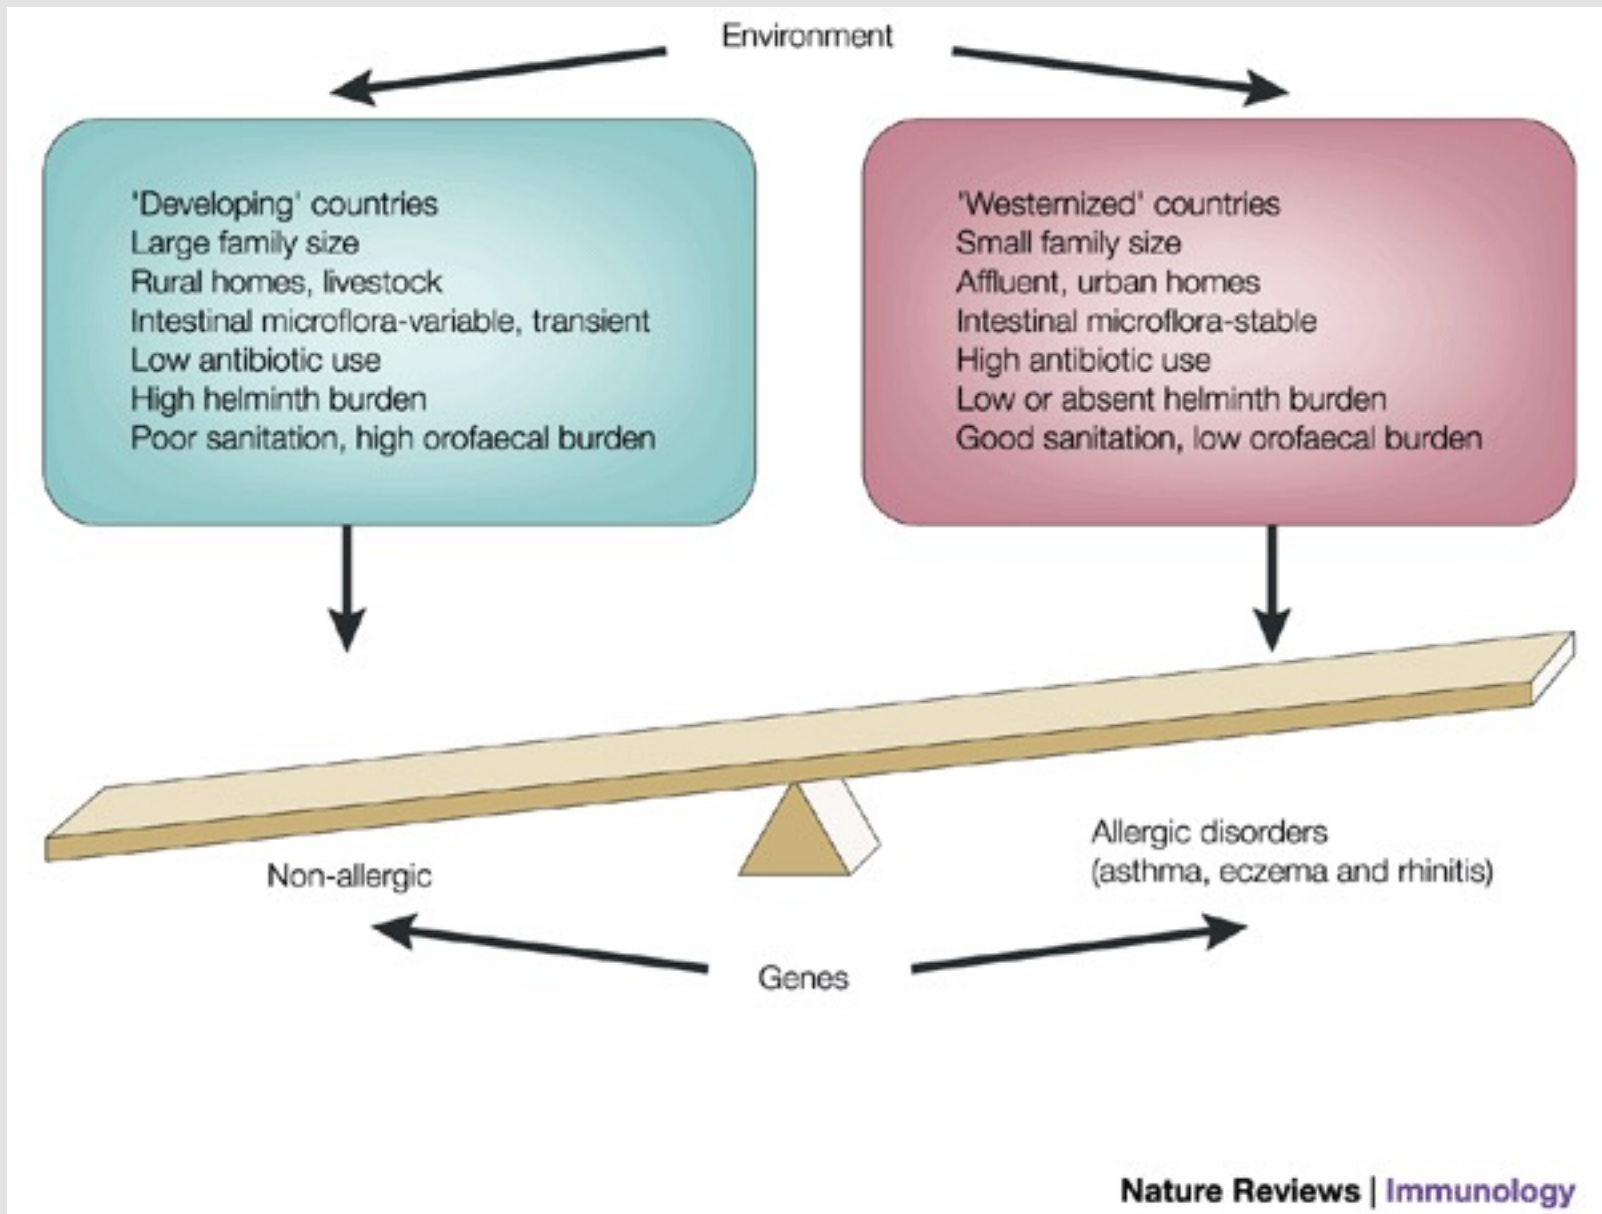 Environment
'Developing' countries
Large family size
Rural homes, livestock
Intestinal microflora-variable, transient
Low antibiotic use
High helminth burden
Poor sanitation, high orofaecal burden
'Westernized' countries
Small family size
Affluent, urban homes
Intestinal microflora-stable
High antibiotic use
Low or absent helminth burden
Good sanitation, low orofaecal burden
Non-allergic
Allergic disorders
(asthma, eczema and rhinitis)
Genes
Nature Reviews | Immunology